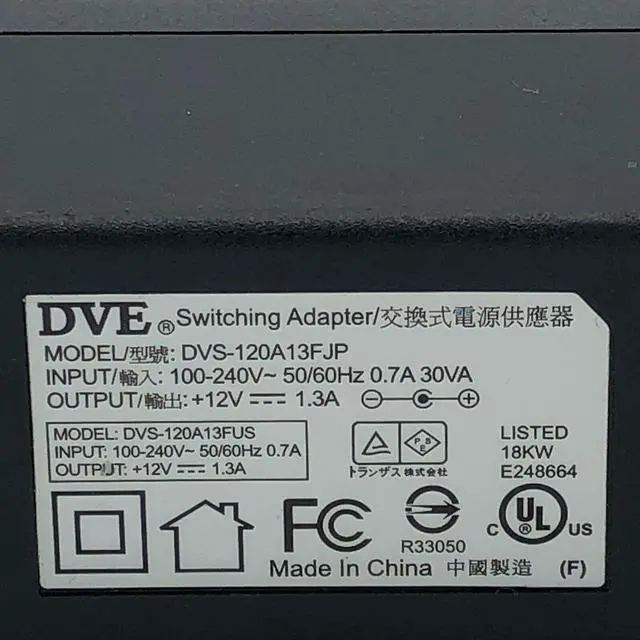 DVE® Switching Adapter/交換式電源供應器
MODEL/型號: DVS-120A13FJP
INPUT/輸入: 100-240V~ 50/60Hz 0.7A 30VA
OUTPUT/輸出: +12V ⎓ 1.3A
MODEL: DVS-120A13FUS
INPUT: 100-240V~ 50/60Hz 0.7A
OUTPUT: +12V ⎓ 1.3A
PSE
トランザス株式会社
LISTED
18KW
E248664
FC
R33050
C UL US
Made In China 中國製造 (F)